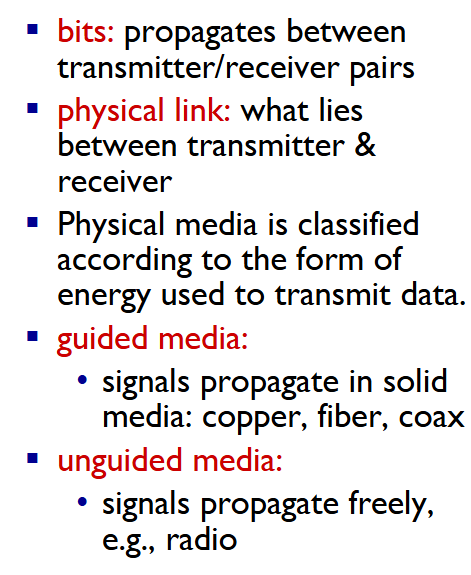 ▪ bits: propagates between
transmitter/receiver pairs
▪ physical link: what lies
between transmitter &
receiver
▪ Physical media is classified
according to the form of
energy used to transmit data.
▪ guided media:
• signals propagate in solid
media: copper, fiber, coax
▪ unguided media:
• signals propagate freely,
e.g., radio